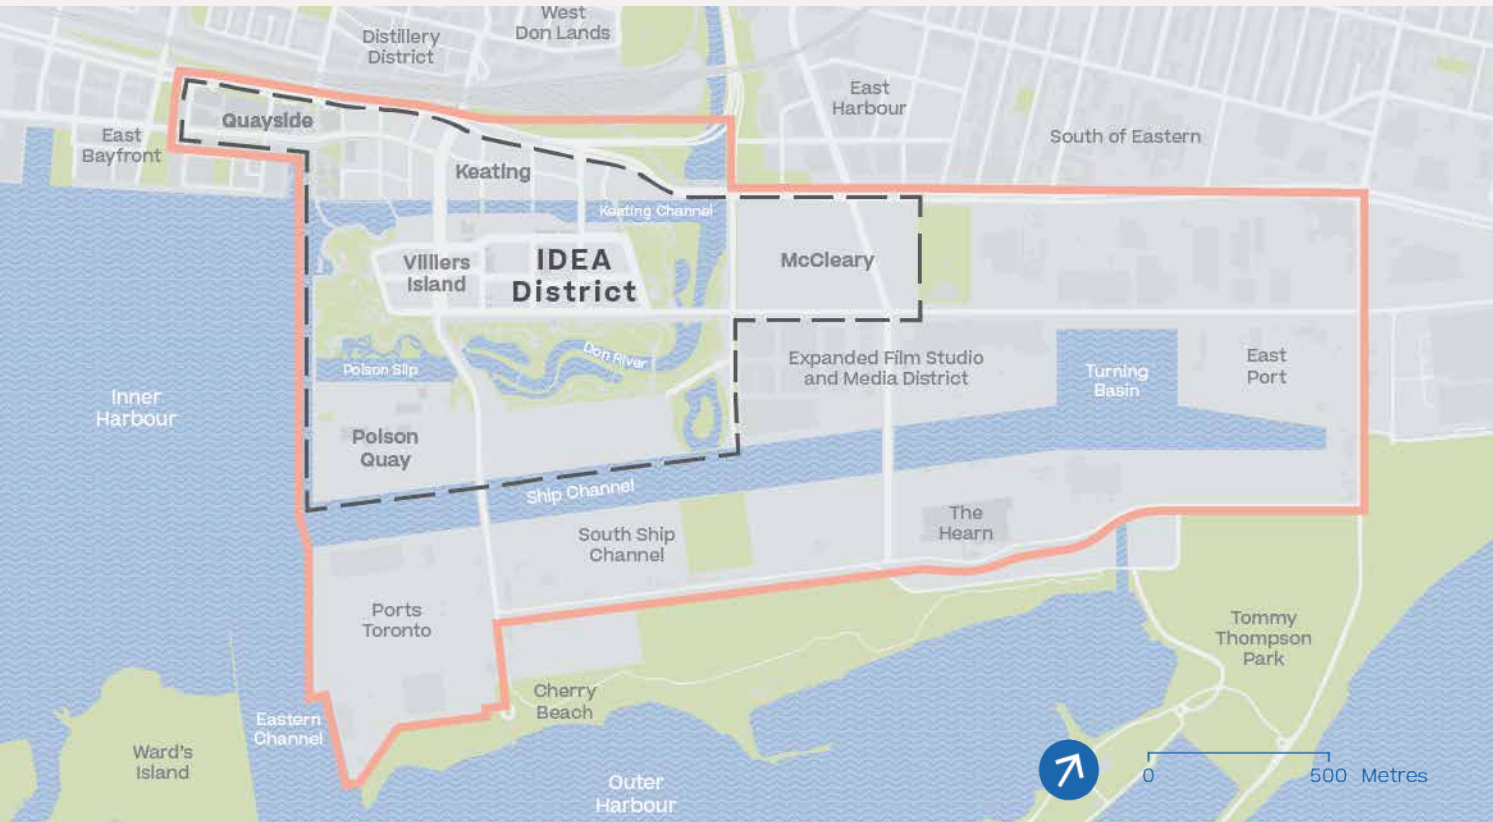 West
Don Lands
Distillery
District
East
Harbour
South of Eastern
Quayside
East
Bayfront
Keating
Keating Channel
Villiers
Island
IDEA
District
McCleary
Don River
Polson Slip
Expanded Film Studio
and Media District
Turning
Basin
East
Port
Inner
Harbour
Polson
Quay
Ship Channel
South Ship
Channel
The
Hearn
Ports
Toronto
Tommy
Thompson
Park
Cherry
Beach
Eastern
Channel
Ward's
Island
Outer
Harbour
0 500 Metres